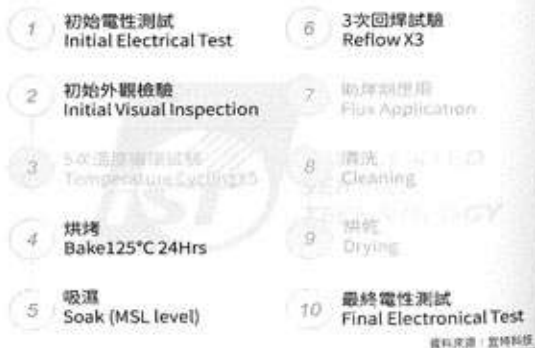 1
初始電性測試
Initial Electrical Test
2
初始外觀檢驗
Initial Visual Inspection
3
5次溫度循環試驗
Temperature Cycling X5
4
烘烤
Bake125°C 24Hrs
5
吸濕
Soak (MSL level)
6
3次回焊試驗
Reflow X3
7
助焊劑應用
Flux Application
8
清洗
Cleaning
9
烘乾
Drying
10
最終電性測試
Final Electronical Test
資料來源：宜特科技
iST